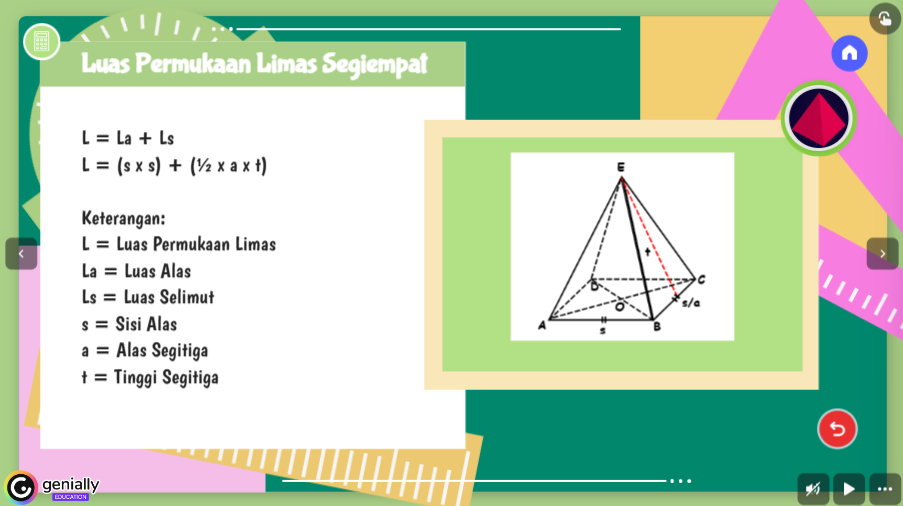 Luas Permukaan Limas Segiempat
L = La + Ls
L = (s x s) + (½ x a x t)
Keterangan:
L = Luas Permukaan Limas
La = Luas Alas
Ls = Luas Selimut
s = Sisi Alas
a = Alas Segitiga
t = Tinggi Segitiga
E
t
D
C
s/a
O
A
s
B
genially
EDUCATION